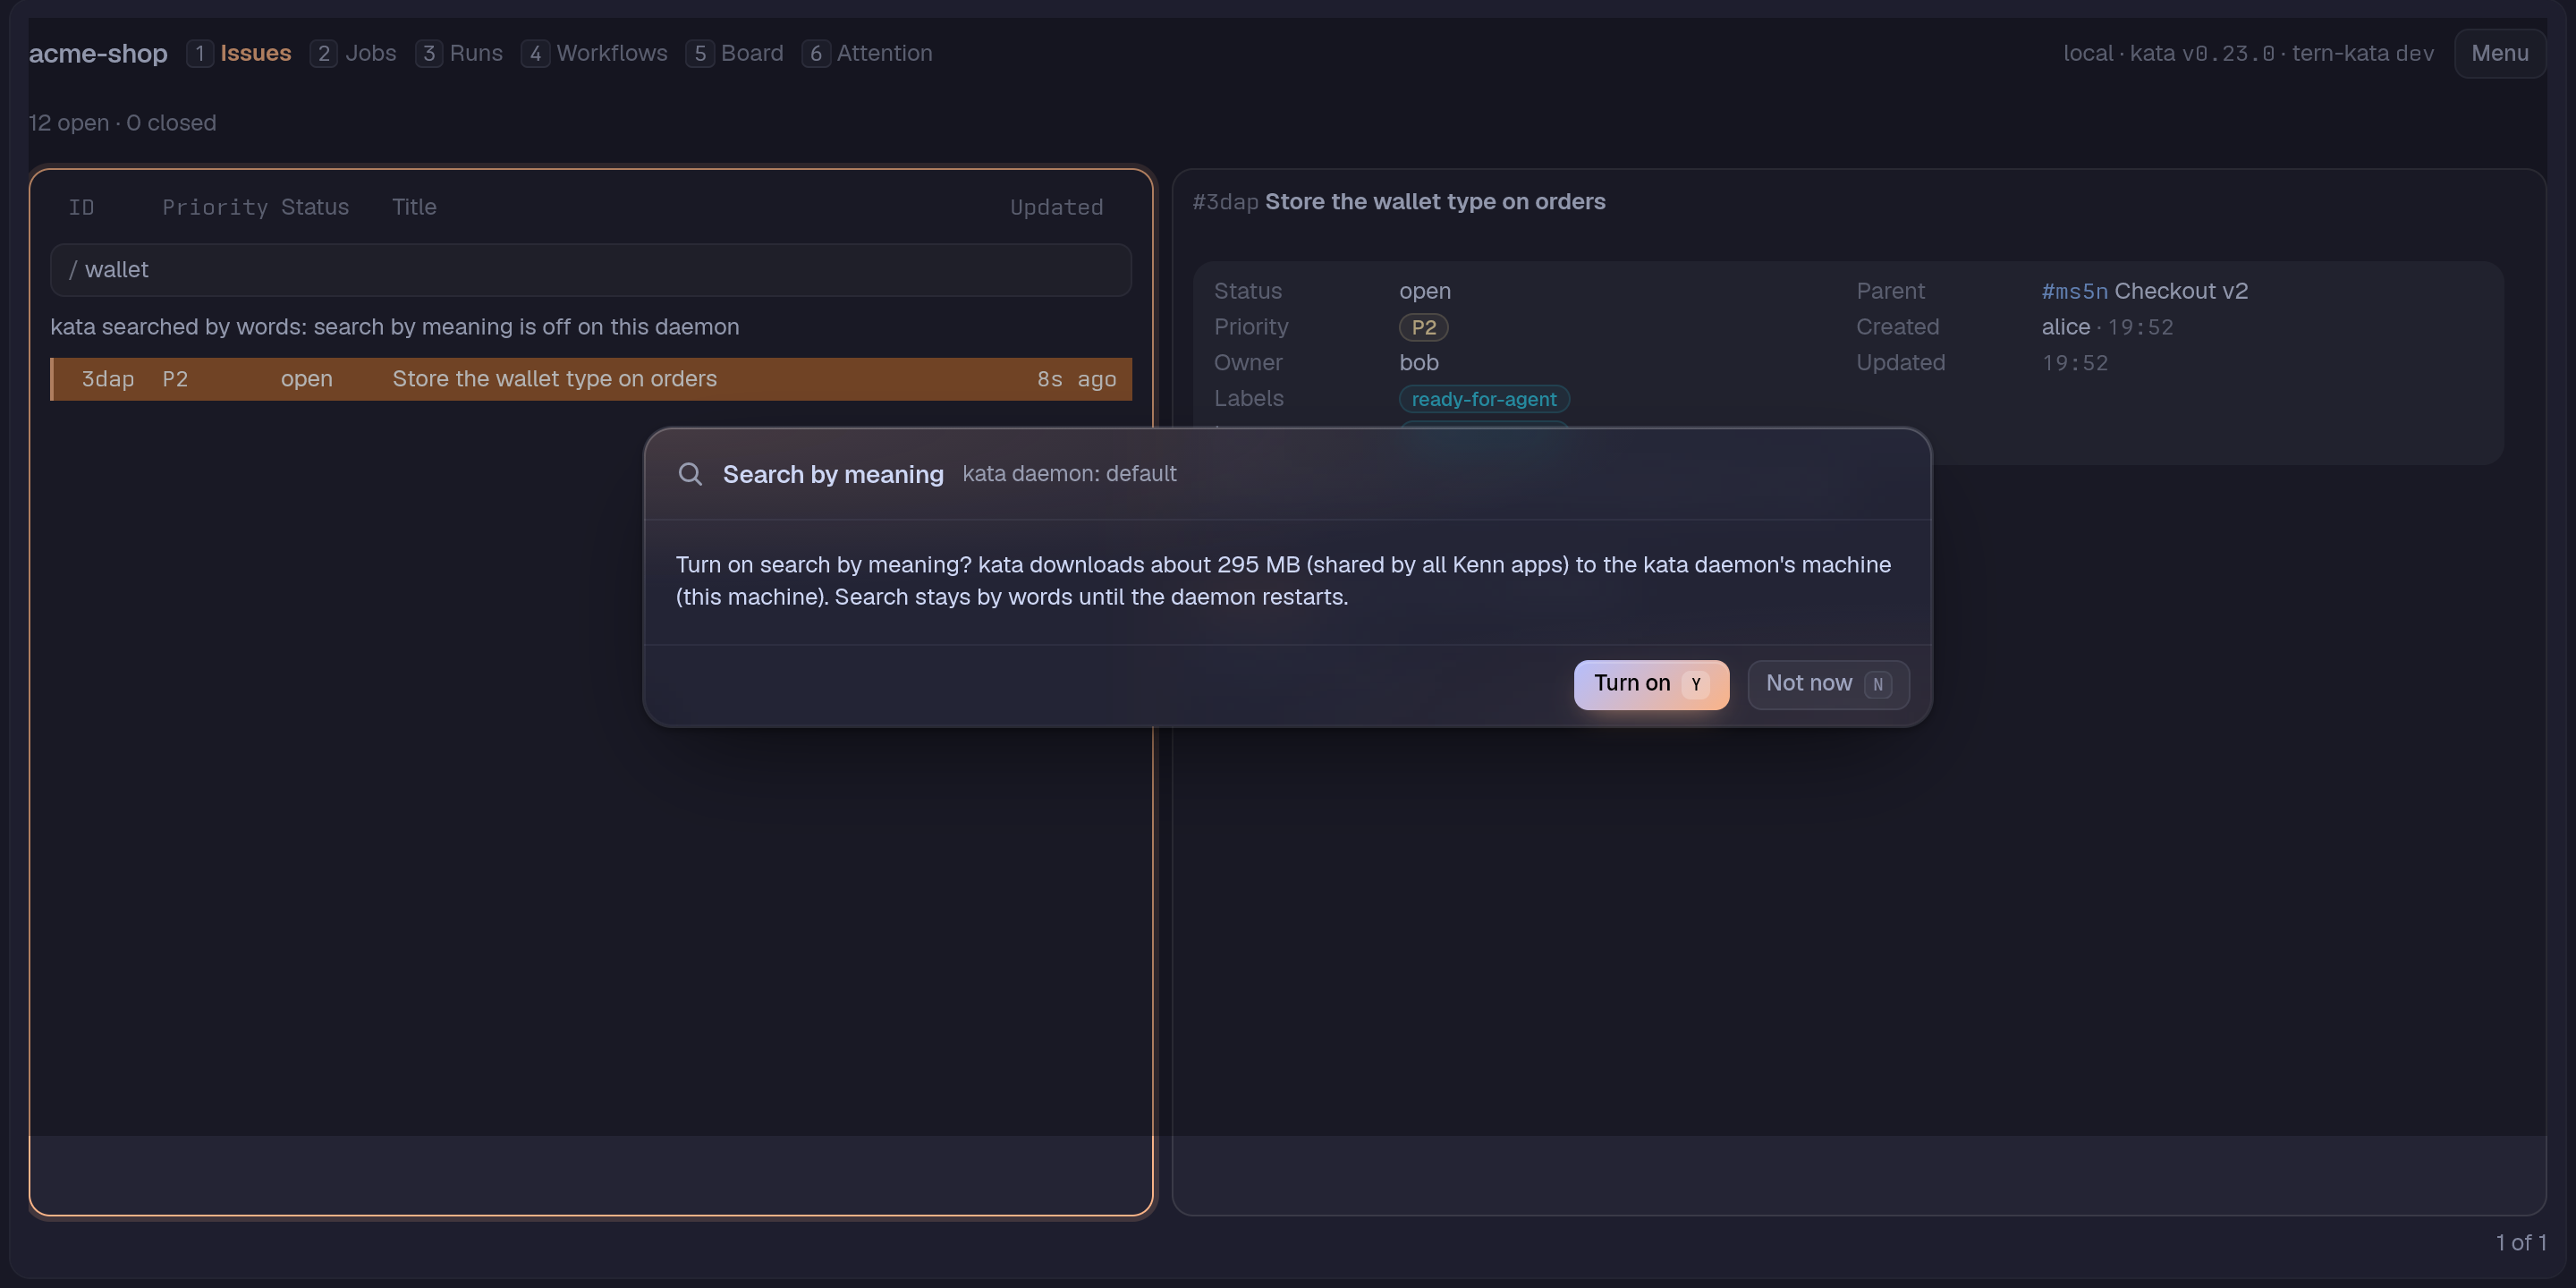 acme-shop 1 Issues 2 Jobs 3 Runs 4 Workflows 5 Board 6 Attention local · kata v0.23.0 · tern-kata dev Menu
12 open · 0 closed
ID Priority Status Title Updated
/ wallet
kata searched by words: search by meaning is off on this daemon
3dap P2 open Store the wallet type on orders 8s ago
#3dap Store the wallet type on orders
Status open Parent #ms5n Checkout v2
Priority P2 Created alice · 19:52
Owner bob Updated 19:52
Labels ready-for-agent
Search by meaning kata daemon: default
Turn on search by meaning? kata downloads about 295 MB (shared by all Kenn apps) to the kata daemon's machine
(this machine). Search stays by words until the daemon restarts.
Turn on Y Not now N
1 of 1